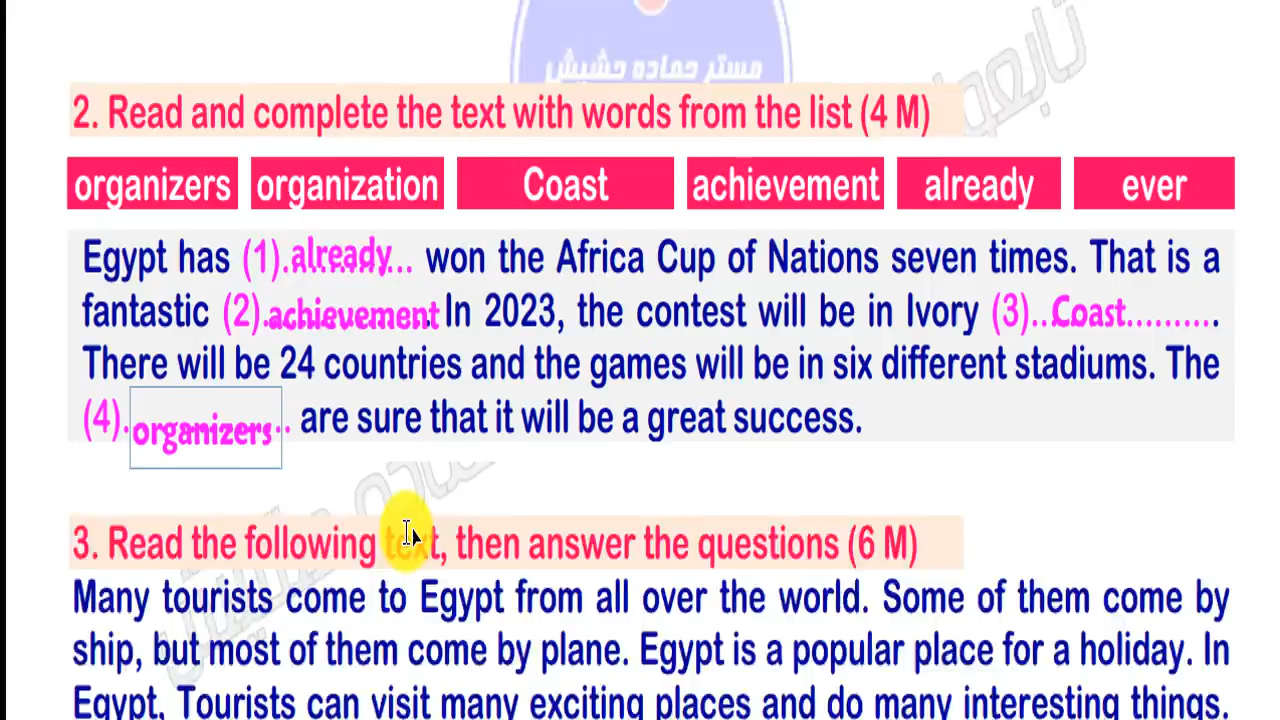 مستر حماده حشيش
2. Read and complete the text with words from the list (4 M)
organizers organization Coast achievement already ever
Egypt has (1).already... won the Africa Cup of Nations seven times. That is a
fantastic (2).achievement. In 2023, the contest will be in Ivory (3)...Coast..........
There will be 24 countries and the games will be in six different stadiums. The
(4).organizers.. are sure that it will be a great success.
3. Read the following text, then answer the questions (6 M)
Many tourists come to Egypt from all over the world. Some of them come by
ship, but most of them come by plane. Egypt is a popular place for a holiday. In
Egypt, Tourists can visit many exciting places and do many interesting things.